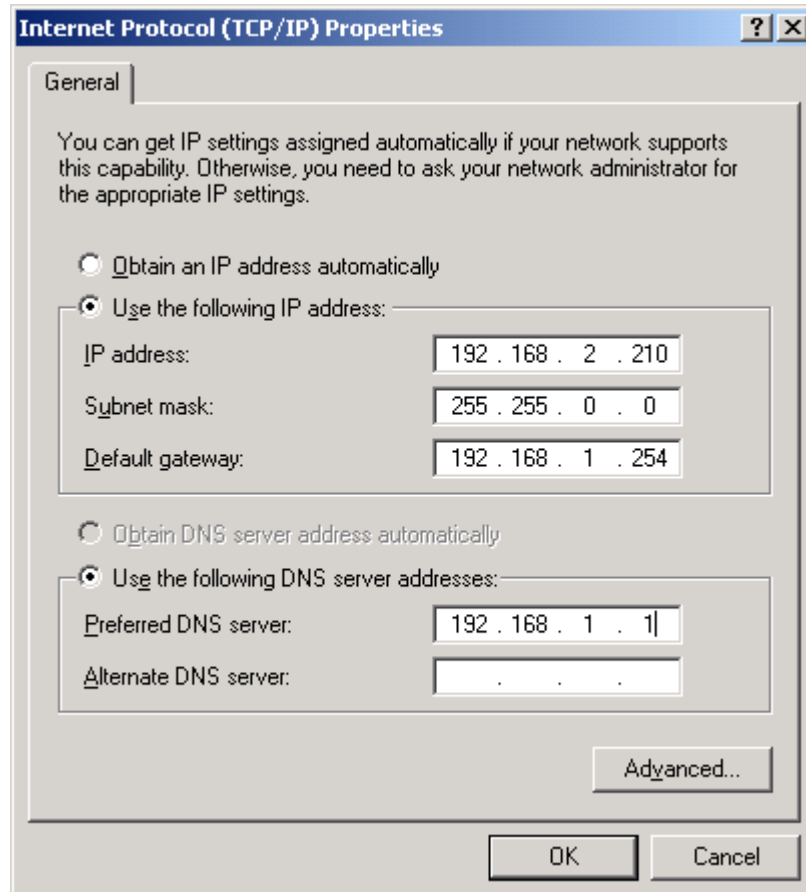 Internet Protocol (TCP/IP) Properties
General
You can get IP settings assigned automatically if your network supports
this capability. Otherwise, you need to ask your network administrator for
the appropriate IP settings.
Obtain an IP address automatically
Use the following IP address:
IP address: 192 . 168 . 2 . 210
Subnet mask: 255 . 255 . 0 . 0
Default gateway: 192 . 168 . 1 . 254
Obtain DNS server address automatically
Use the following DNS server addresses:
Preferred DNS server: 192 . 168 . 1 . 1
Alternate DNS server: . . .
Advanced...
OK Cancel